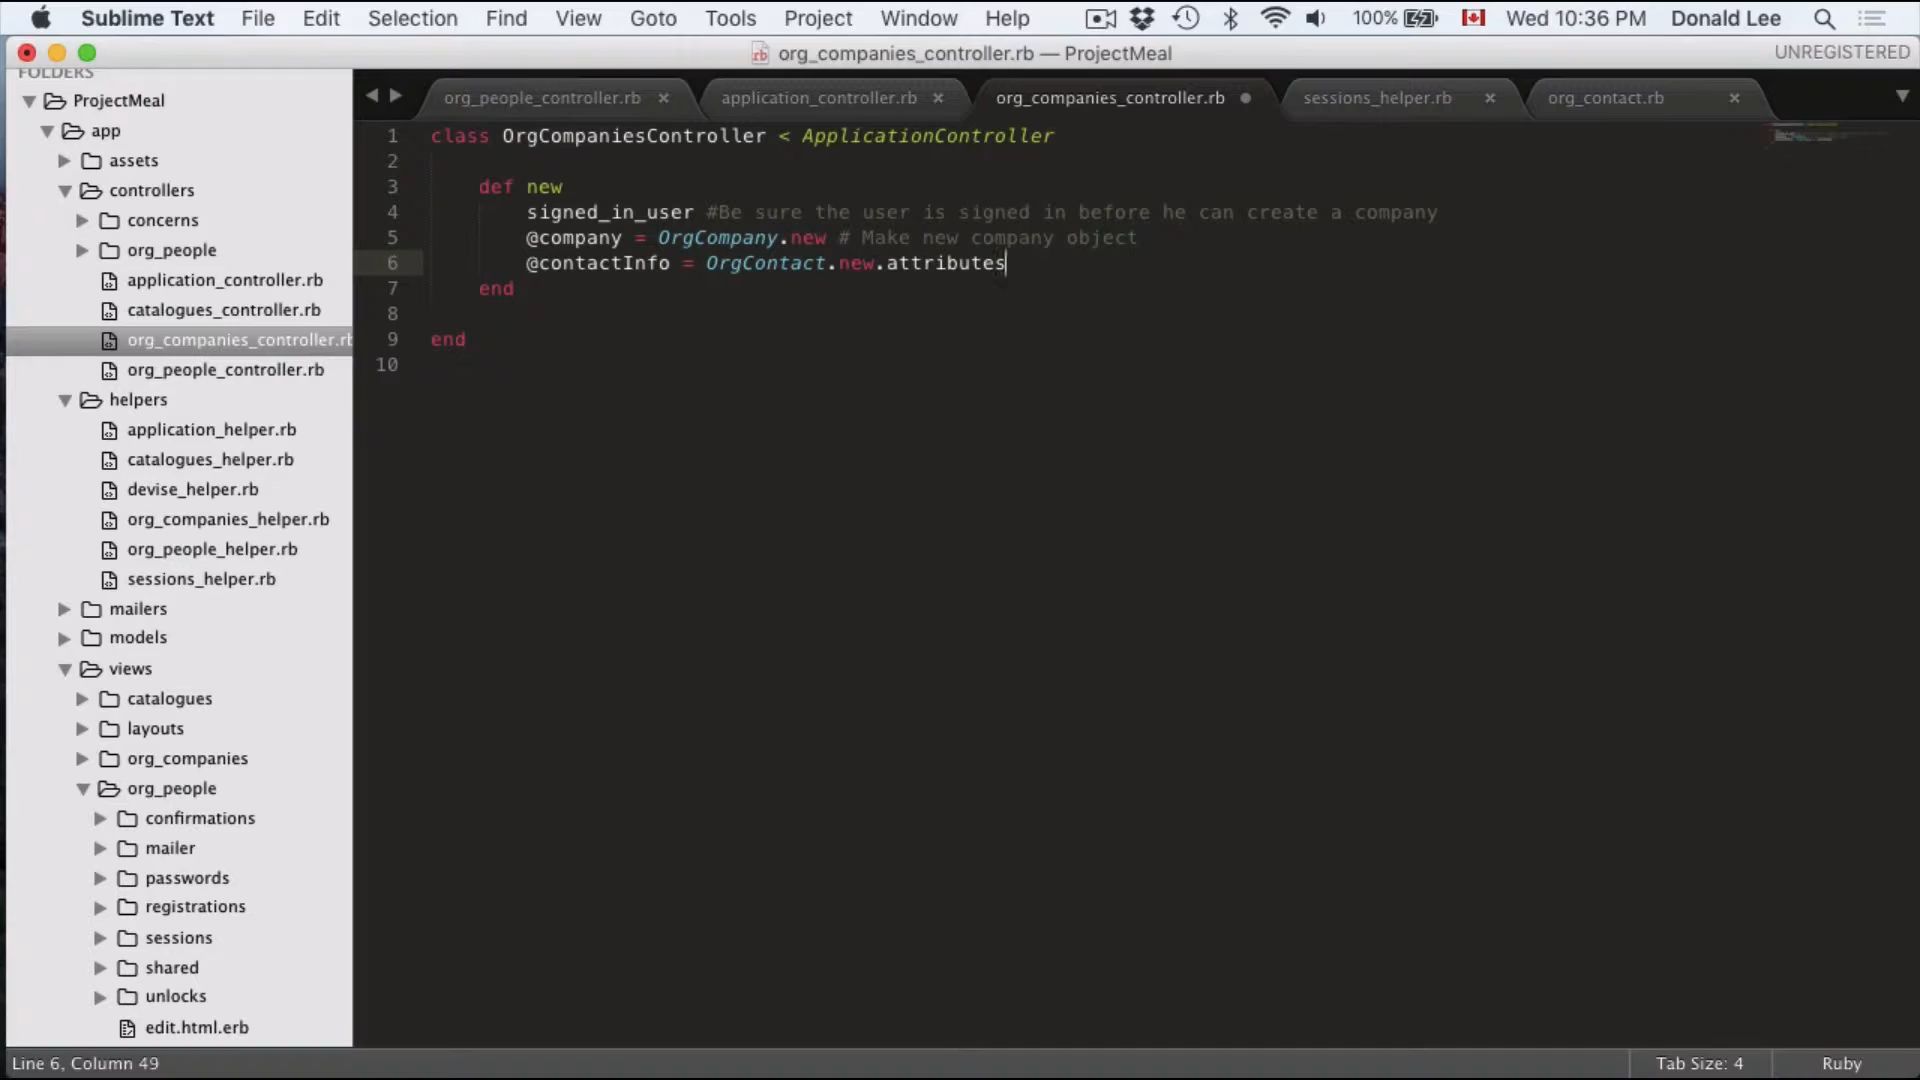 Sublime Text File Edit Selection Find View Goto Tools Project Window Help 100% Wed 10:36 PM Donald Lee
org_companies_controller.rb — ProjectMeal UNREGISTERED
FOLDERS
ProjectMeal
app
assets
controllers
concerns
org_people
application_controller.rb
catalogues_controller.rb
org_companies_controller.rb
org_people_controller.rb
helpers
application_helper.rb
catalogues_helper.rb
devise_helper.rb
org_companies_helper.rb
org_people_helper.rb
sessions_helper.rb
mailers
models
views
catalogues
layouts
org_companies
org_people
confirmations
mailer
passwords
registrations
sessions
shared
unlocks
edit.html.erb
org_people_controller.rb application_controller.rb org_companies_controller.rb sessions_helper.rb org_contact.rb
1 class OrgCompaniesController < ApplicationController
2
3 def new
4 signed_in_user #Be sure the user is signed in before he can create a company
5 @company = OrgCompany.new # Make new company object
6 @contactInfo = OrgContact.new.attributes
7 end
8
9 end
10
Line 6, Column 49 Tab Size: 4 Ruby